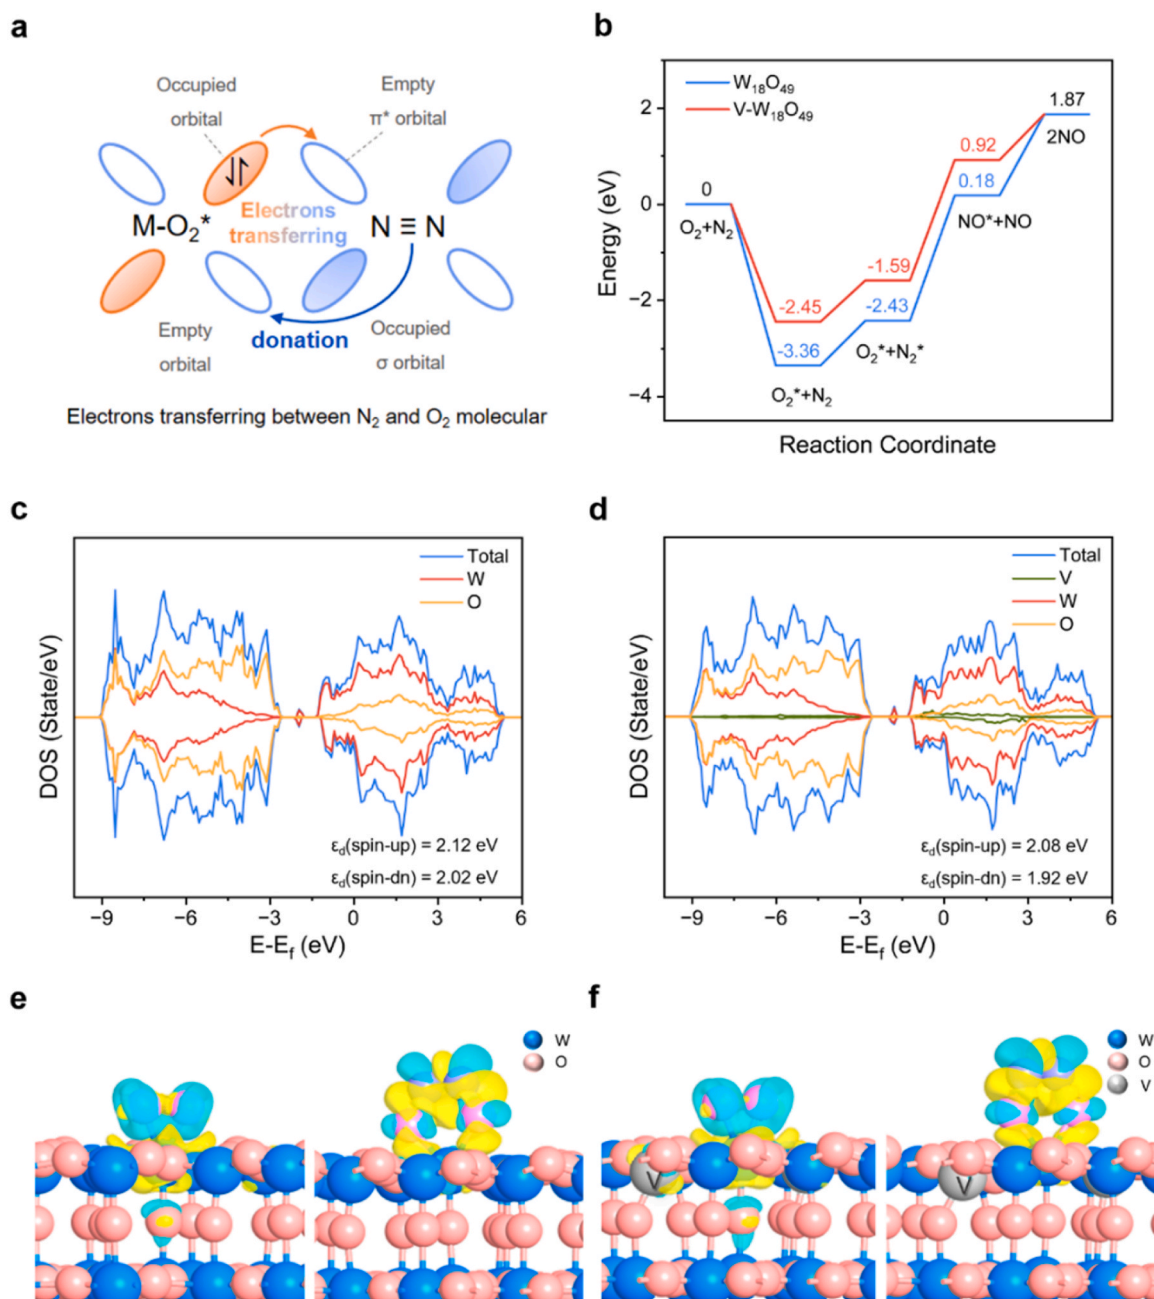 a
Occupied
orbital
Empty
π* orbital
M-O₂*
Electrons
transferring
N ≡ N
Empty
orbital
donation
Occupied
σ orbital
Electrons transferring between N₂ and O₂ molecular
b
W₁₈O₄₉
V-W₁₈O₄₉
Energy (eV)
2
0
−2
−4
0
O₂+N₂
-2.45
-3.36
O₂*+N₂
-1.59
-2.43
O₂*+N₂*
0.92
0.18
NO*+NO
1.87
2NO
Reaction Coordinate
c
Total
W
O
DOS (State/eV)
εd(spin-up) = 2.12 eV
εd(spin-dn) = 2.02 eV
−9 −6 −3 0 3 6
E-Ef (eV)
d
Total
V
W
O
DOS (State/eV)
εd(spin-up) = 2.08 eV
εd(spin-dn) = 1.92 eV
−9 −6 −3 0 3 6
E-Ef (eV)
e
W
O
f
W
O
V
V
V